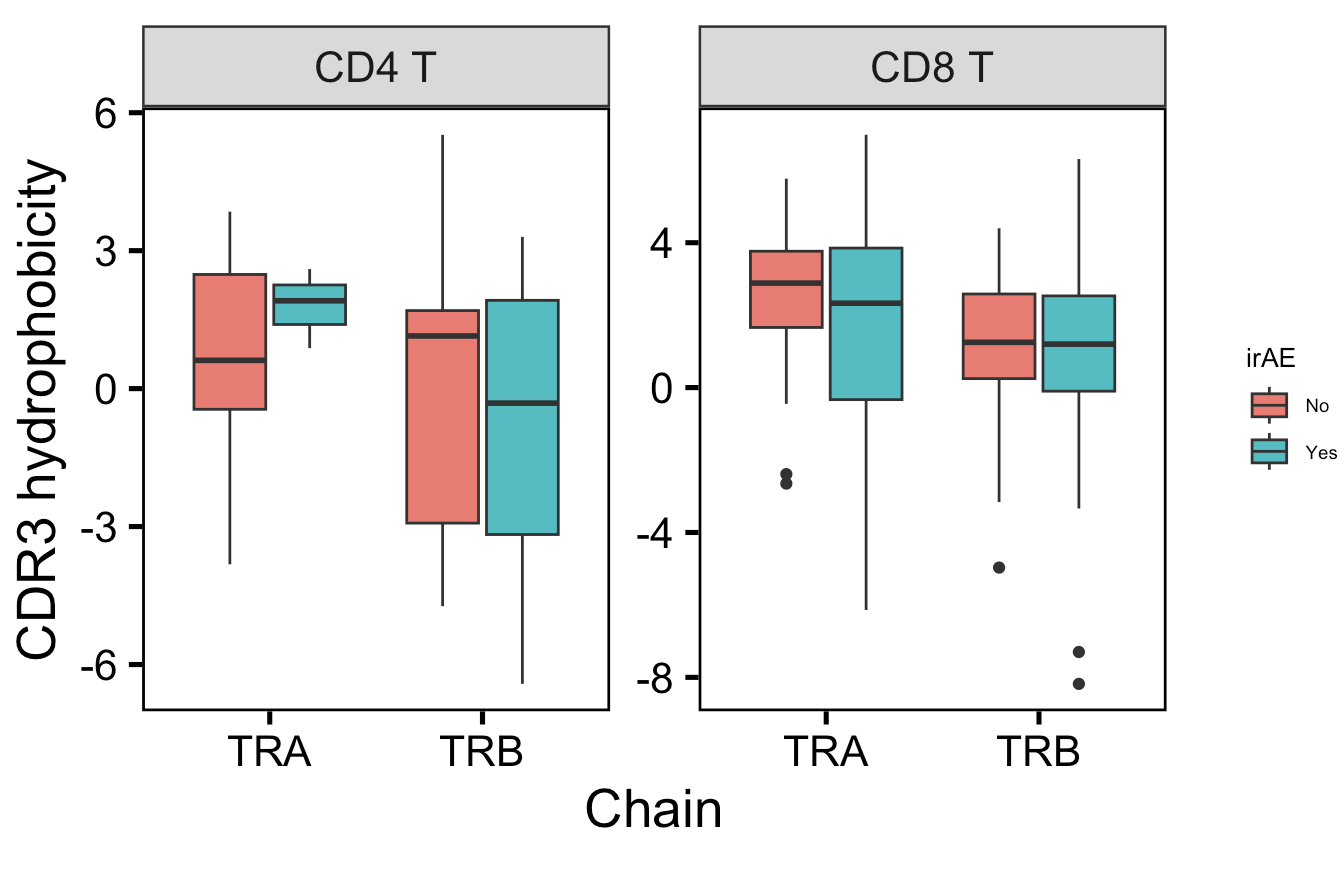 CD4 T
CD8 T
CDR3 hydrophobicity
6
3
0
-3
-6
4
0
-4
-8
TRA
TRB
TRA
TRB
Chain
irAE
No
Yes